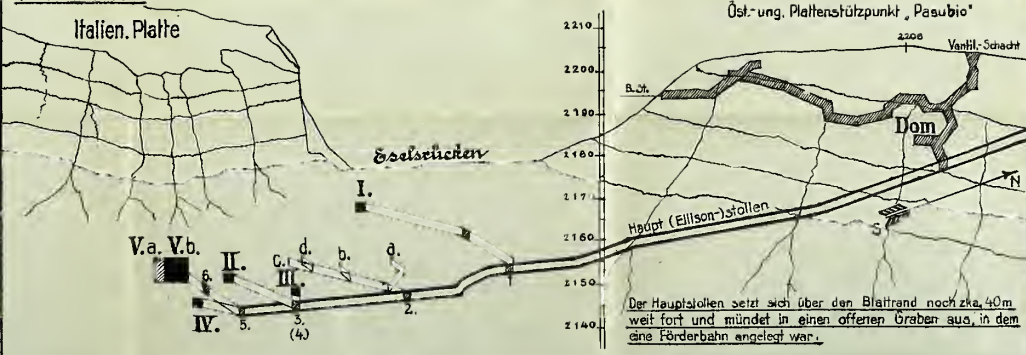 Italien. Platte
Öst.-ung. Plattenstützpunkt „Pasubio"
2210
2208
Vantil.-Schacht
2200
B.St.
2190
Dom
Eselsrücken
2180
2170
N
I.
Haupt (Ellison-)stollen
S
2160
V.a. V.b. II. c. d. b. a.
III.
6.
2150
IV. 5. 3. 2.
(4)
2140
Der Hauptstollen setzt sich über den Blattrand noch zka. 40m
weit fort und mündet in einen offenen Graben aus, in dem
eine Förderbahn angelegt war.